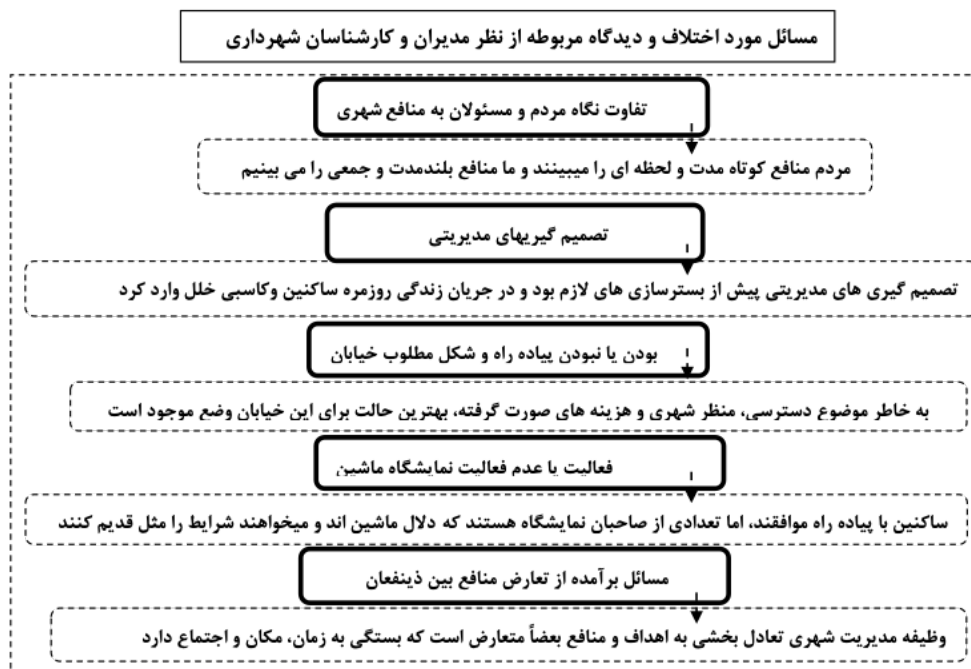 مسائل مورد اختلاف و دیدگاه مربوطه از نظر مدیران و کارشناسان شهرداری
تفاوت نگاه مردم و مسئولان به منافع شهری
مردم منافع کوتاه مدت و لحظه ای را میبینند و ما منافع بلندمدت و جمعی را می بینیم
تصمیم گیریهای مدیریتی
تصمیم گیری های مدیریتی پیش از بسترسازی های لازم بود و در جریان زندگی روزمره ساکنین وکاسبی خلل وارد کرد
بودن یا نبودن پیاده راه و شکل مطلوب خیابان
به خاطر موضوع دسترسی، منظر شهری و هزینه های صورت گرفته، بهترین حالت برای این خیابان وضع موجود است
فعالیت یا عدم فعالیت نمایشگاه ماشین
ساکنین با پیاده راه موافقند، اما تعدادی از صاحبان نمایشگاه هستند که دلال ماشین اند و میخواهند شرایط را مثل قدیم کنند
مسائل برآمده از تعارض منافع بین ذینفعان
وظیفه مدیریت شهری تعادل بخشی به اهداف و منافع بعضاً متعارض است که بستگی به زمان، مکان و اجتماع دارد